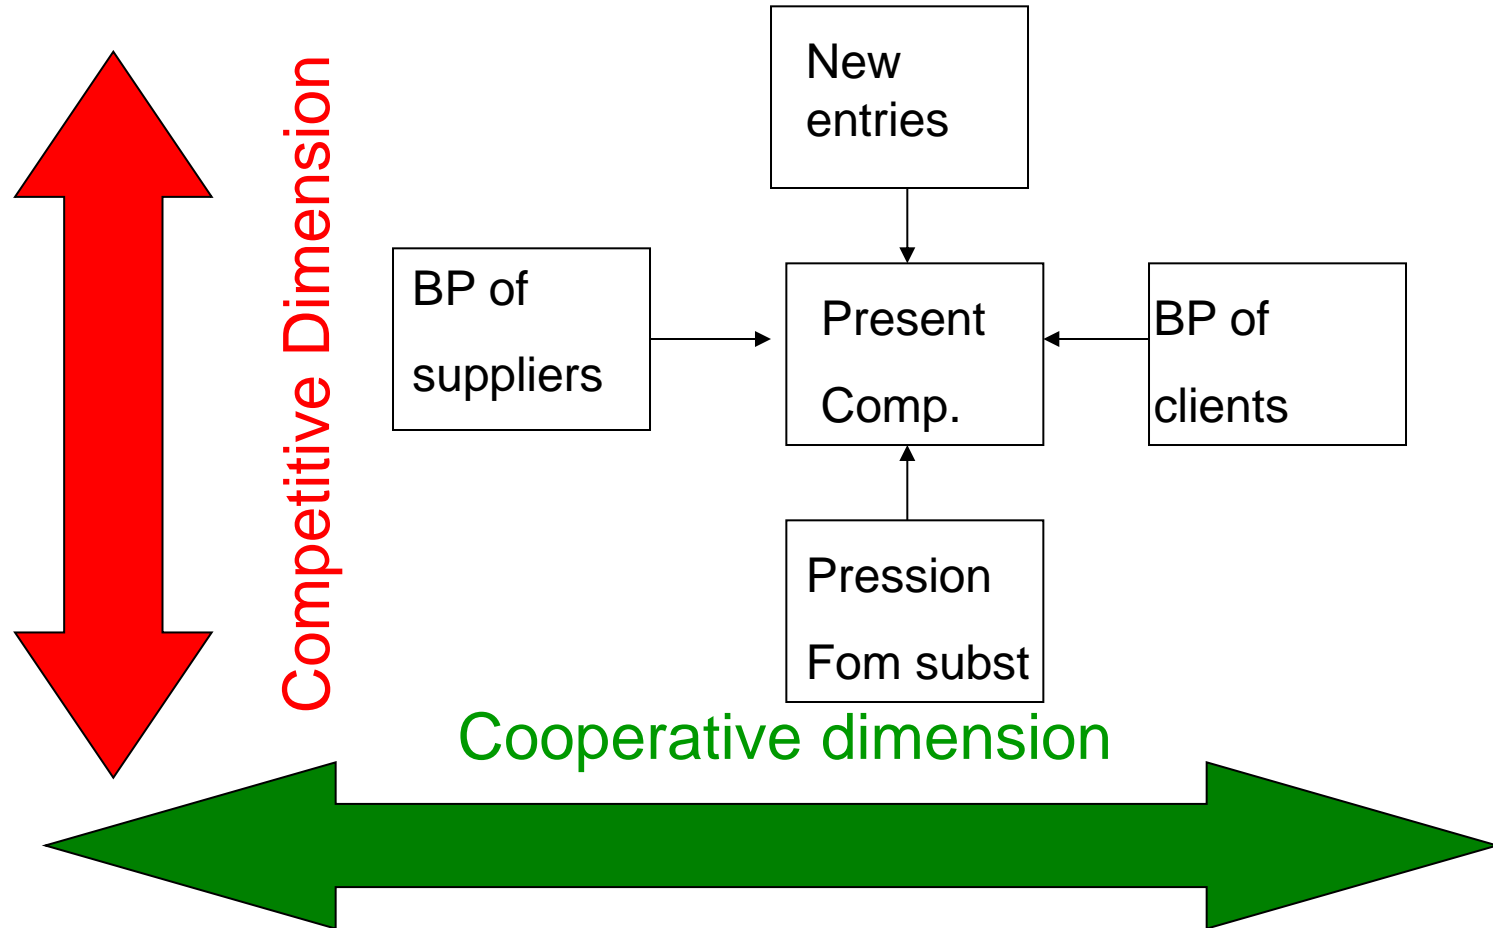 New
entries
Competitive Dimension
BP of
suppliers
Present
Comp.
BP of
clients
Pression
Fom subst
Cooperative dimension